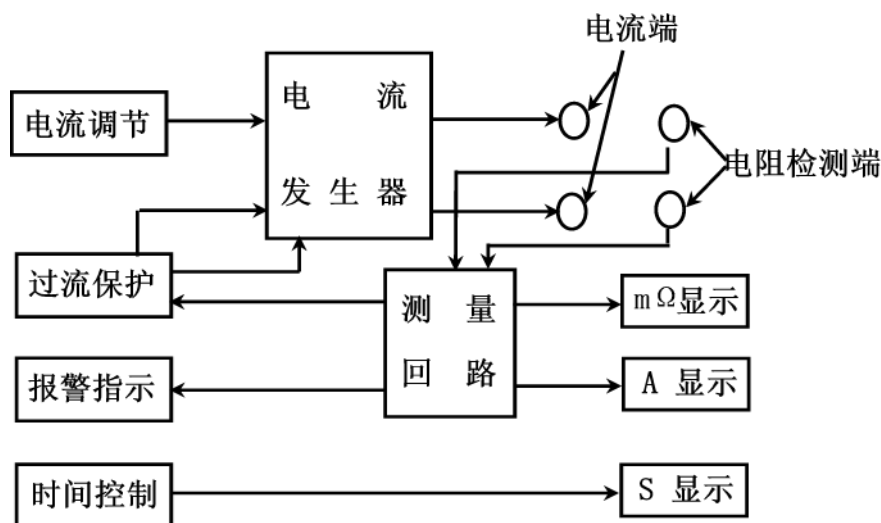 电流端
电 流
发 生 器
电流调节
电阻检测端
过流保护
测 量
回 路
mΩ显示
报警指示
A 显示
时间控制
S 显示